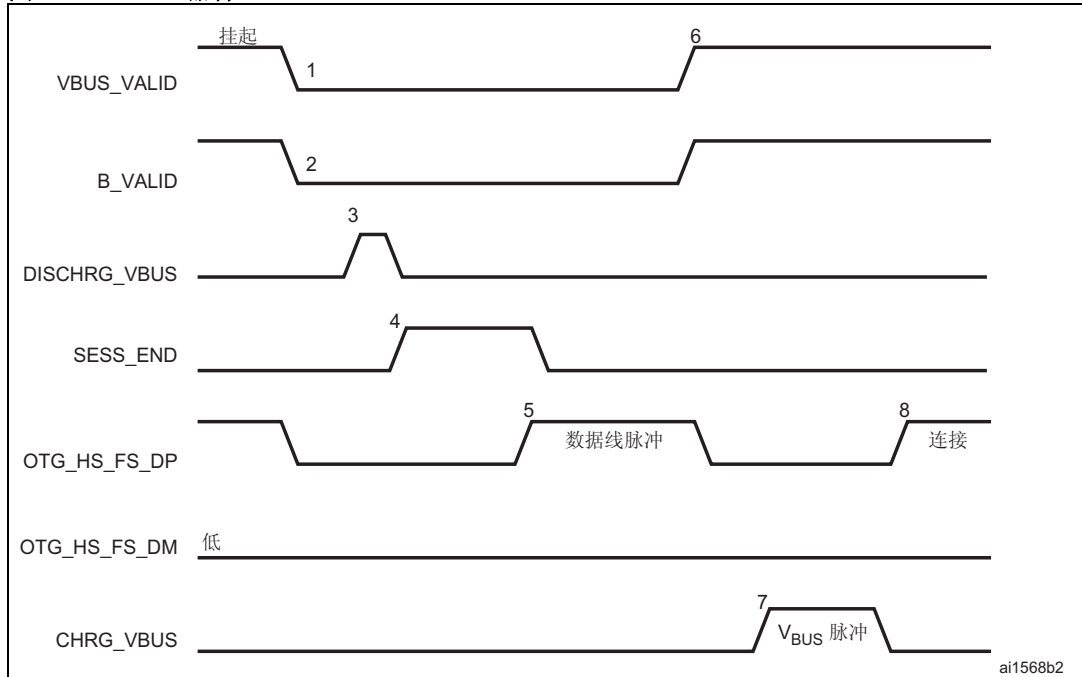 挂起
6
VBUS_VALID
1
B_VALID
2
3
DISCHRG_VBUS
4
SESS_END
5
8
OTG_HS_FS_DP
数据线脉冲
连接
OTG_HS_FS_DM
低
7
CHRG_VBUS
VBUS 脉冲
ai1568b2